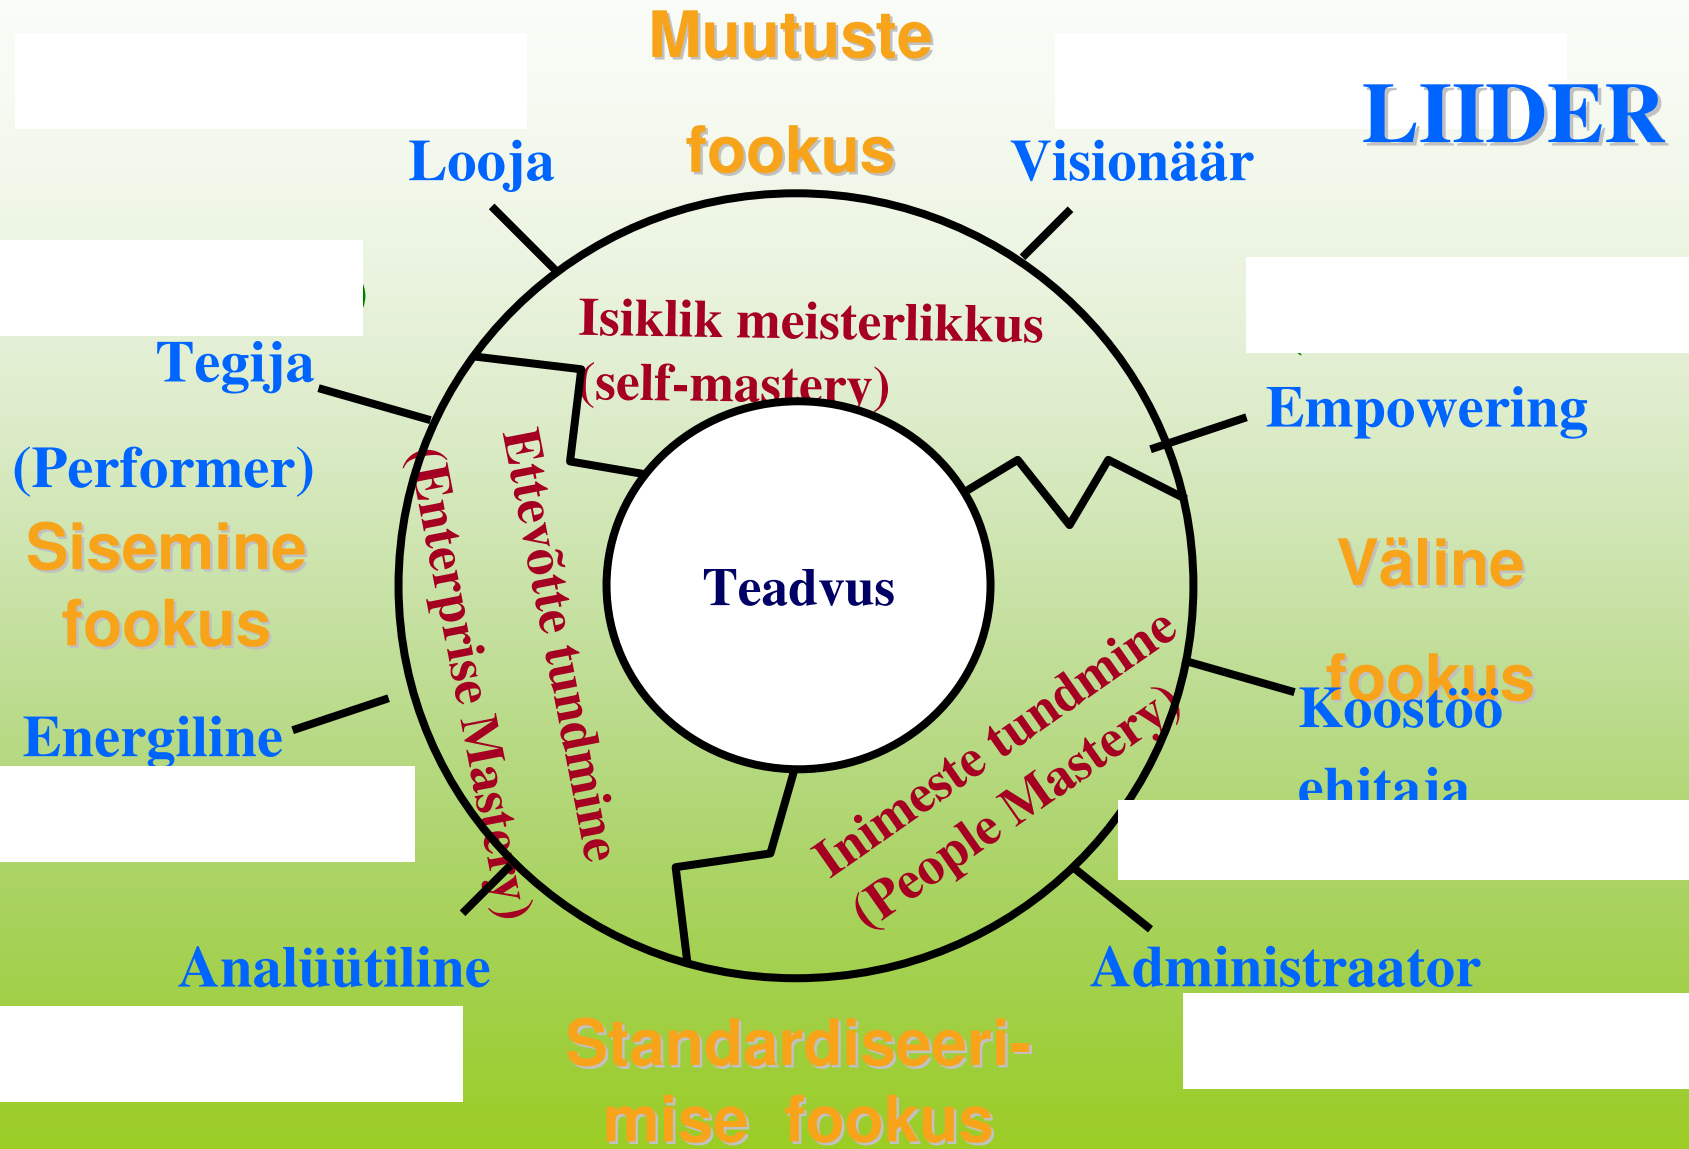 Muutuste
fookus
LIIDER
Looja
Visionäär
Isiklik meisterlikkus
(self-mastery)
Tegija
(Performer)
Empowering
Ettevõtte tundmine
(Enterprise Mastery)
Sisemine
fookus
Väline
fookus
Teadvus
Inimeste tundmine
(People Mastery)
Koostöö
ehitaja
Energiline
Analüütiline
Administraator
Standardiseeri-
mise fookus